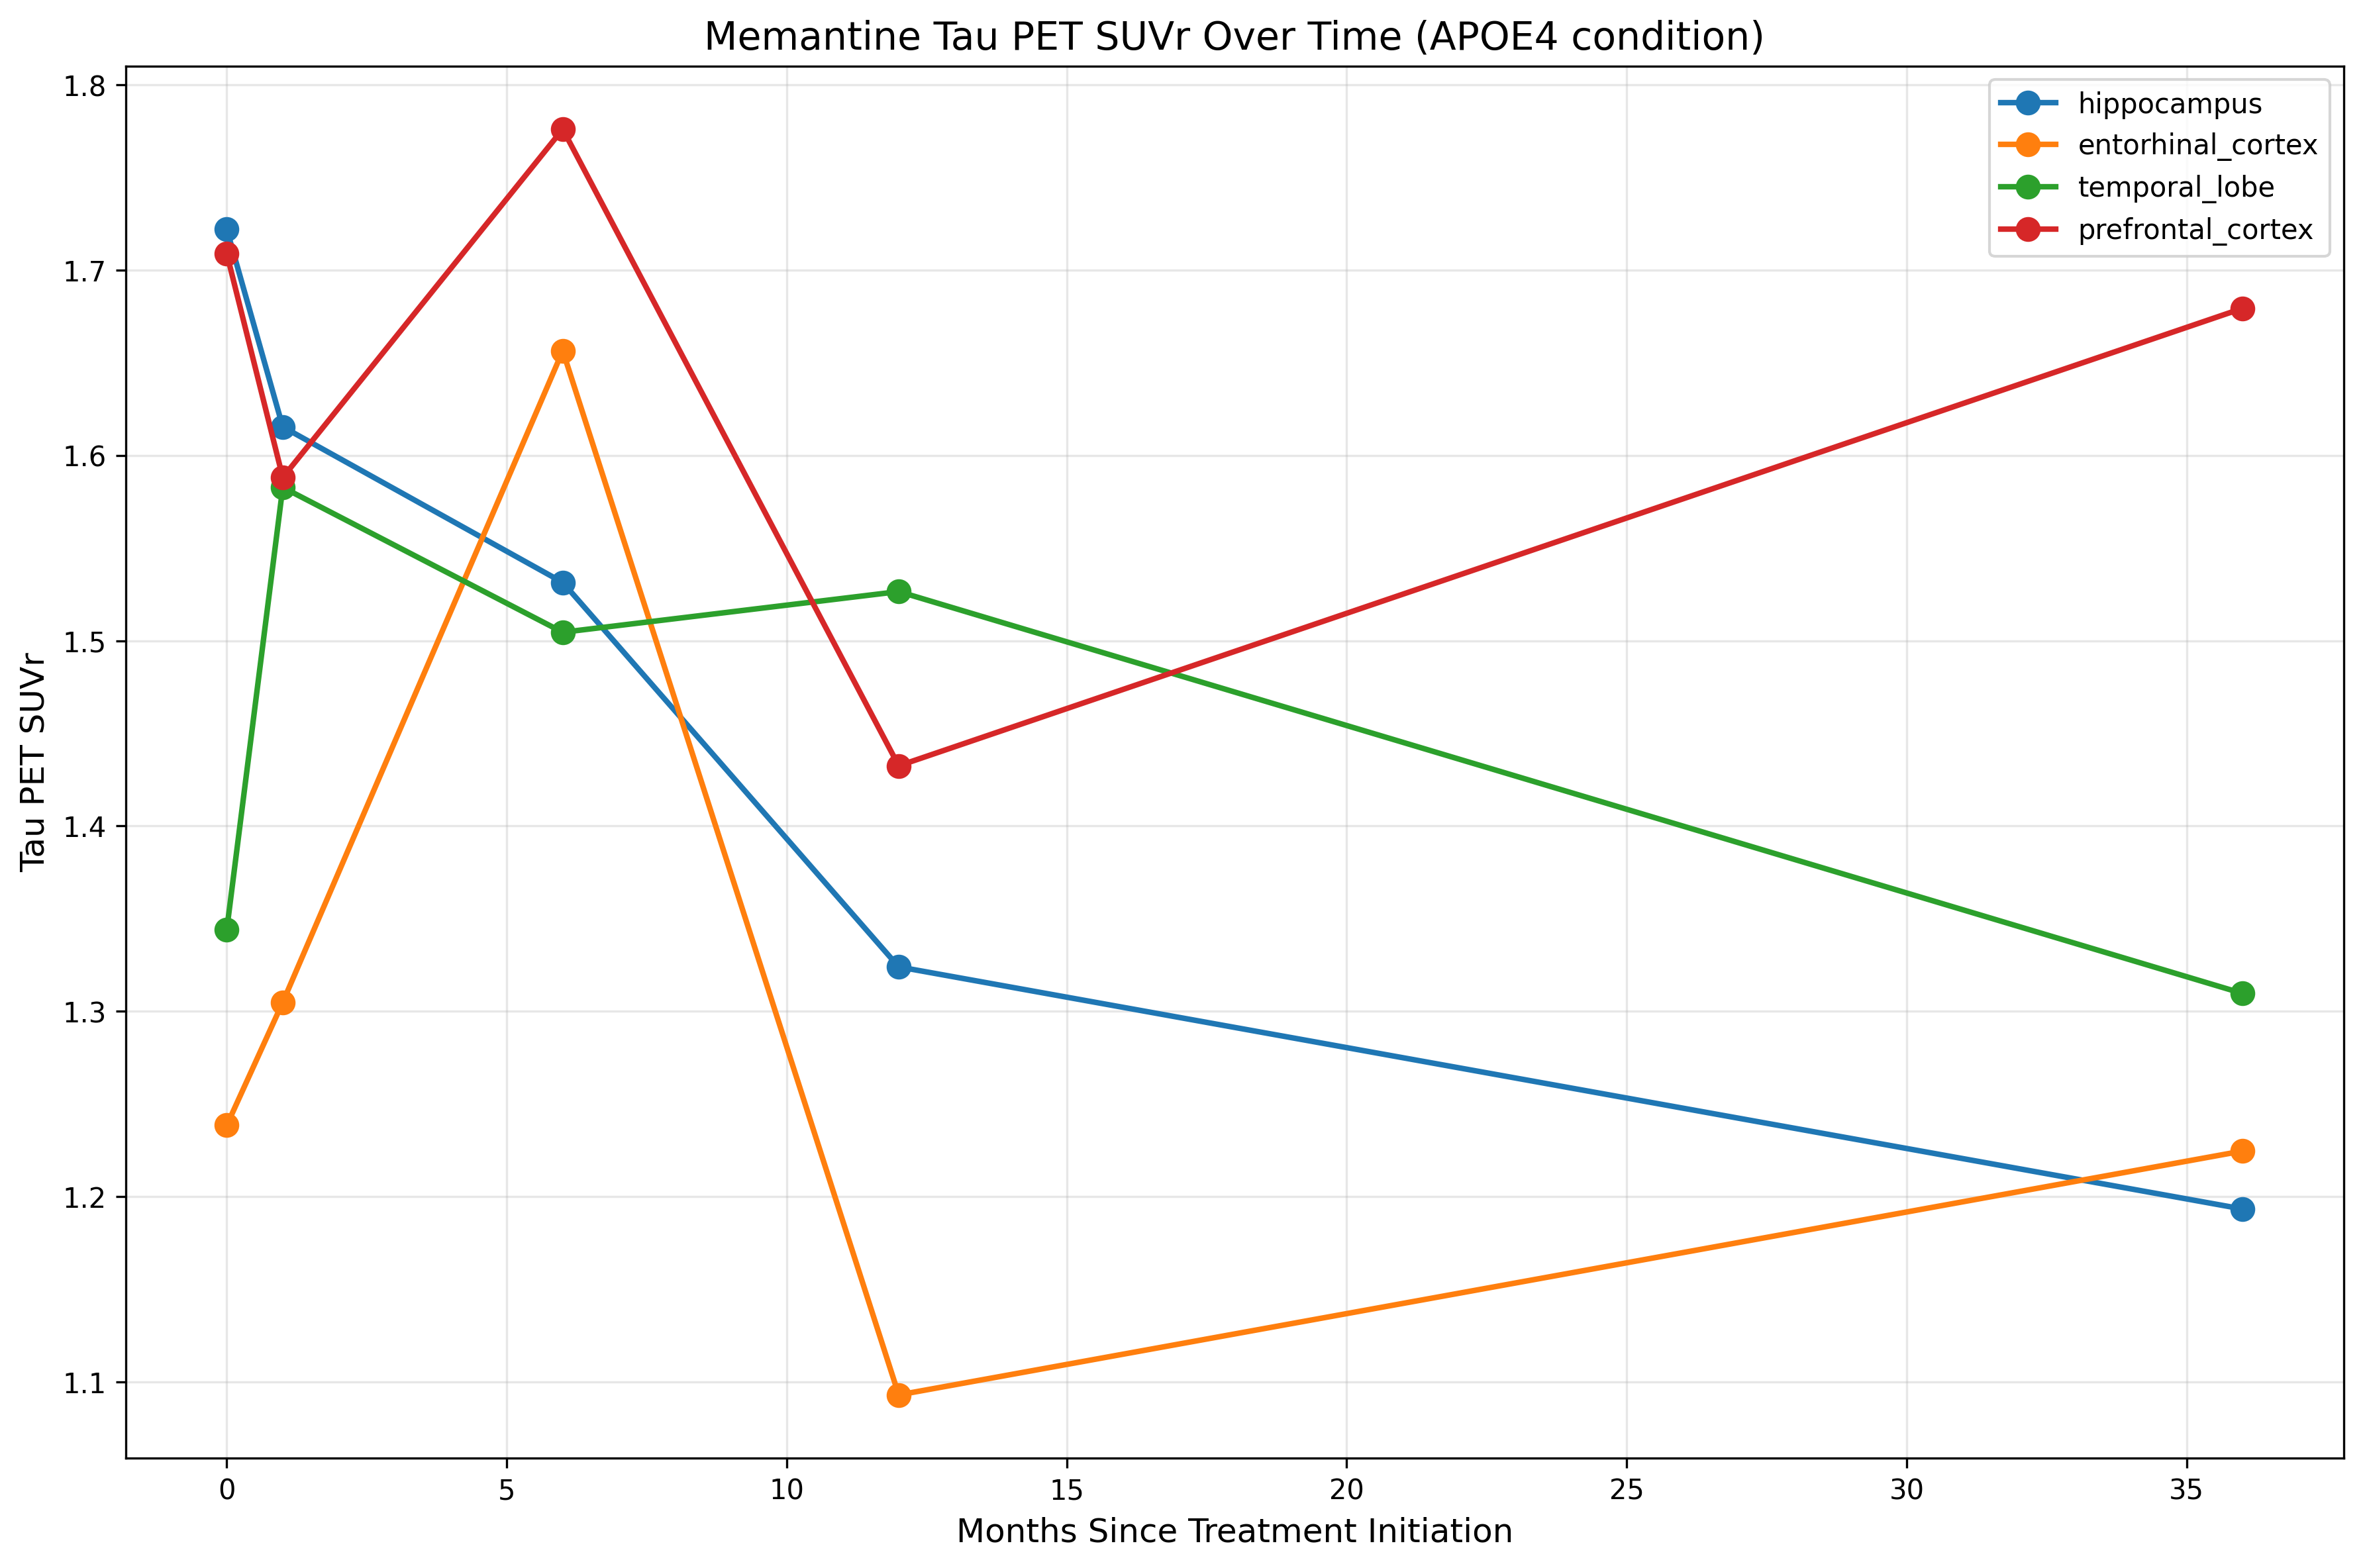 Memantine Tau PET SUVr Over Time (APOE4 condition)
hippocampus
entorhinal_cortex
temporal_lobe
prefrontal_cortex
Tau PET SUVr
1.8
1.7
1.6
1.5
1.4
1.3
1.2
1.1
0 5 10 15 20 25 30 35
Months Since Treatment Initiation